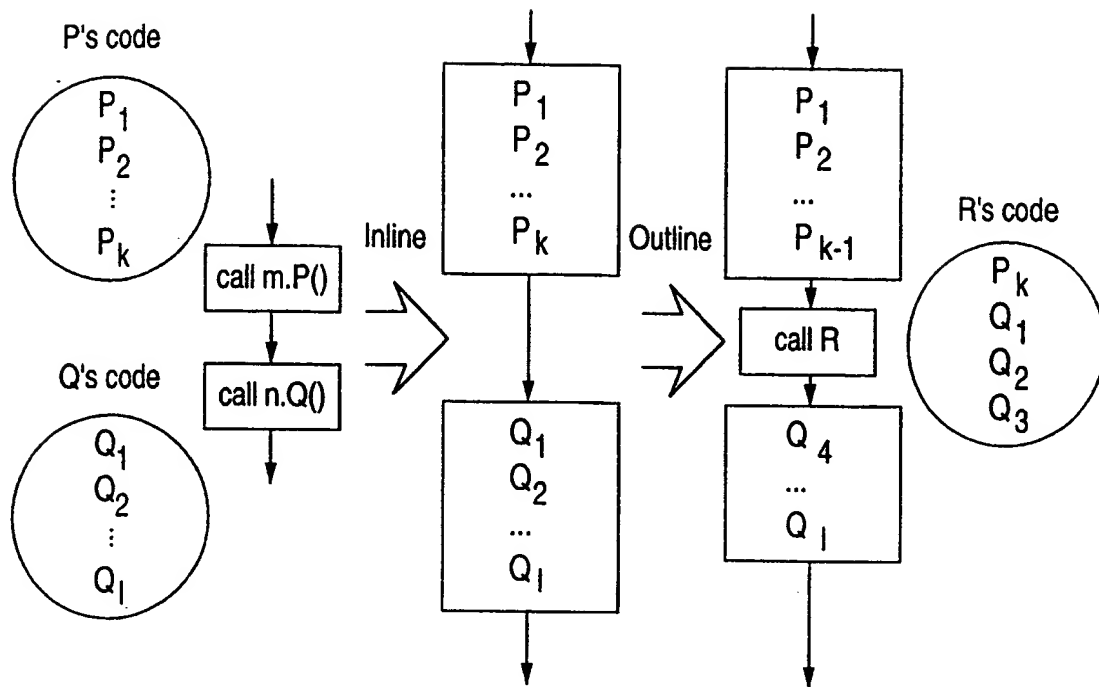 P's code
P1
P2
...
Pk
call m.P()
call n.Q()
Q's code
Q1
Q2
...
Ql
Inline
P1
P2
...
Pk
Q1
Q2
...
Ql
Outline
P1
P2
...
Pk-1
call R
Q4
...
Ql
R's code
Pk
Q1
Q2
Q3